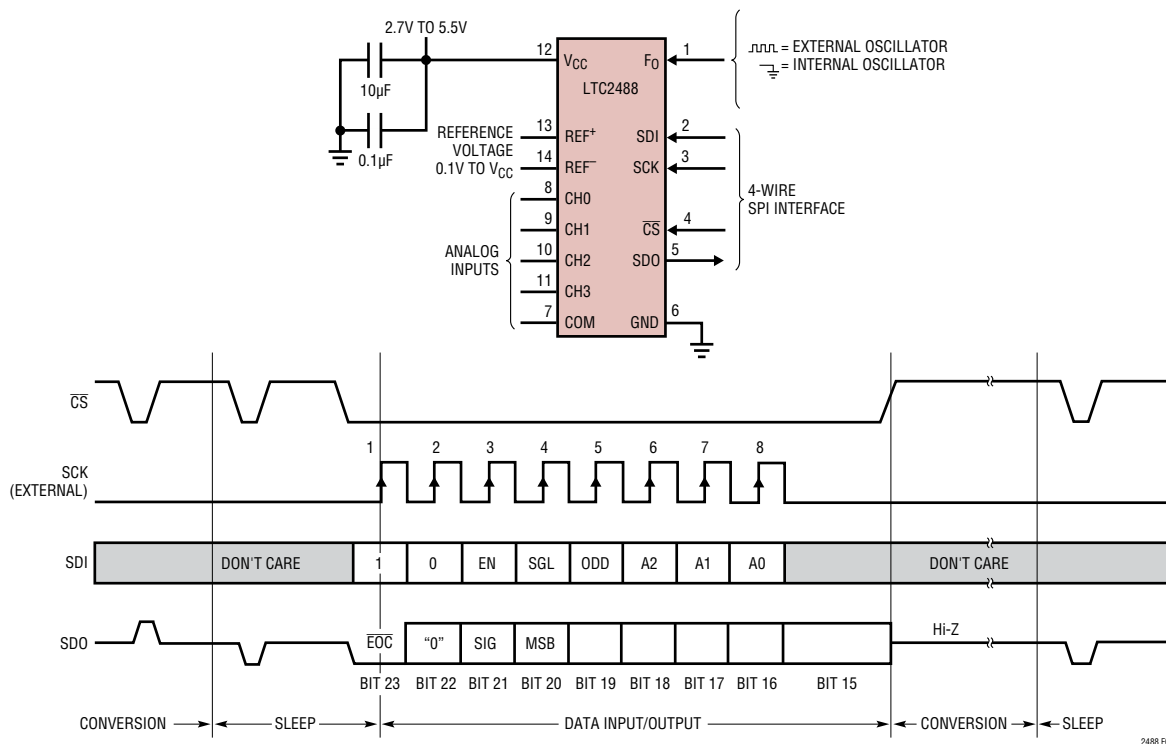 2.7V TO 5.5V
10µF
0.1µF
12
VCC
FO
1
= EXTERNAL OSCILLATOR
= INTERNAL OSCILLATOR
LTC2488
REFERENCE
VOLTAGE
0.1V TO VCC
13
REF+
SDI
2
14
REF–
SCK
3
4-WIRE
SPI INTERFACE
ANALOG
INPUTS
8
CH0
9
CH1
CS
4
10
CH2
SDO
5
11
CH3
7
COM
GND
6
CS
1 2 3 4 5 6 7 8
SCK
(EXTERNAL)
SDI
DON'T CARE
1 0 EN SGL ODD A2 A1 A0
DON'T CARE
SDO
EOC "0" SIG MSB
Hi-Z
BIT 23 BIT 22 BIT 21 BIT 20 BIT 19 BIT 18 BIT 17 BIT 16 BIT 15
CONVERSION SLEEP DATA INPUT/OUTPUT CONVERSION SLEEP